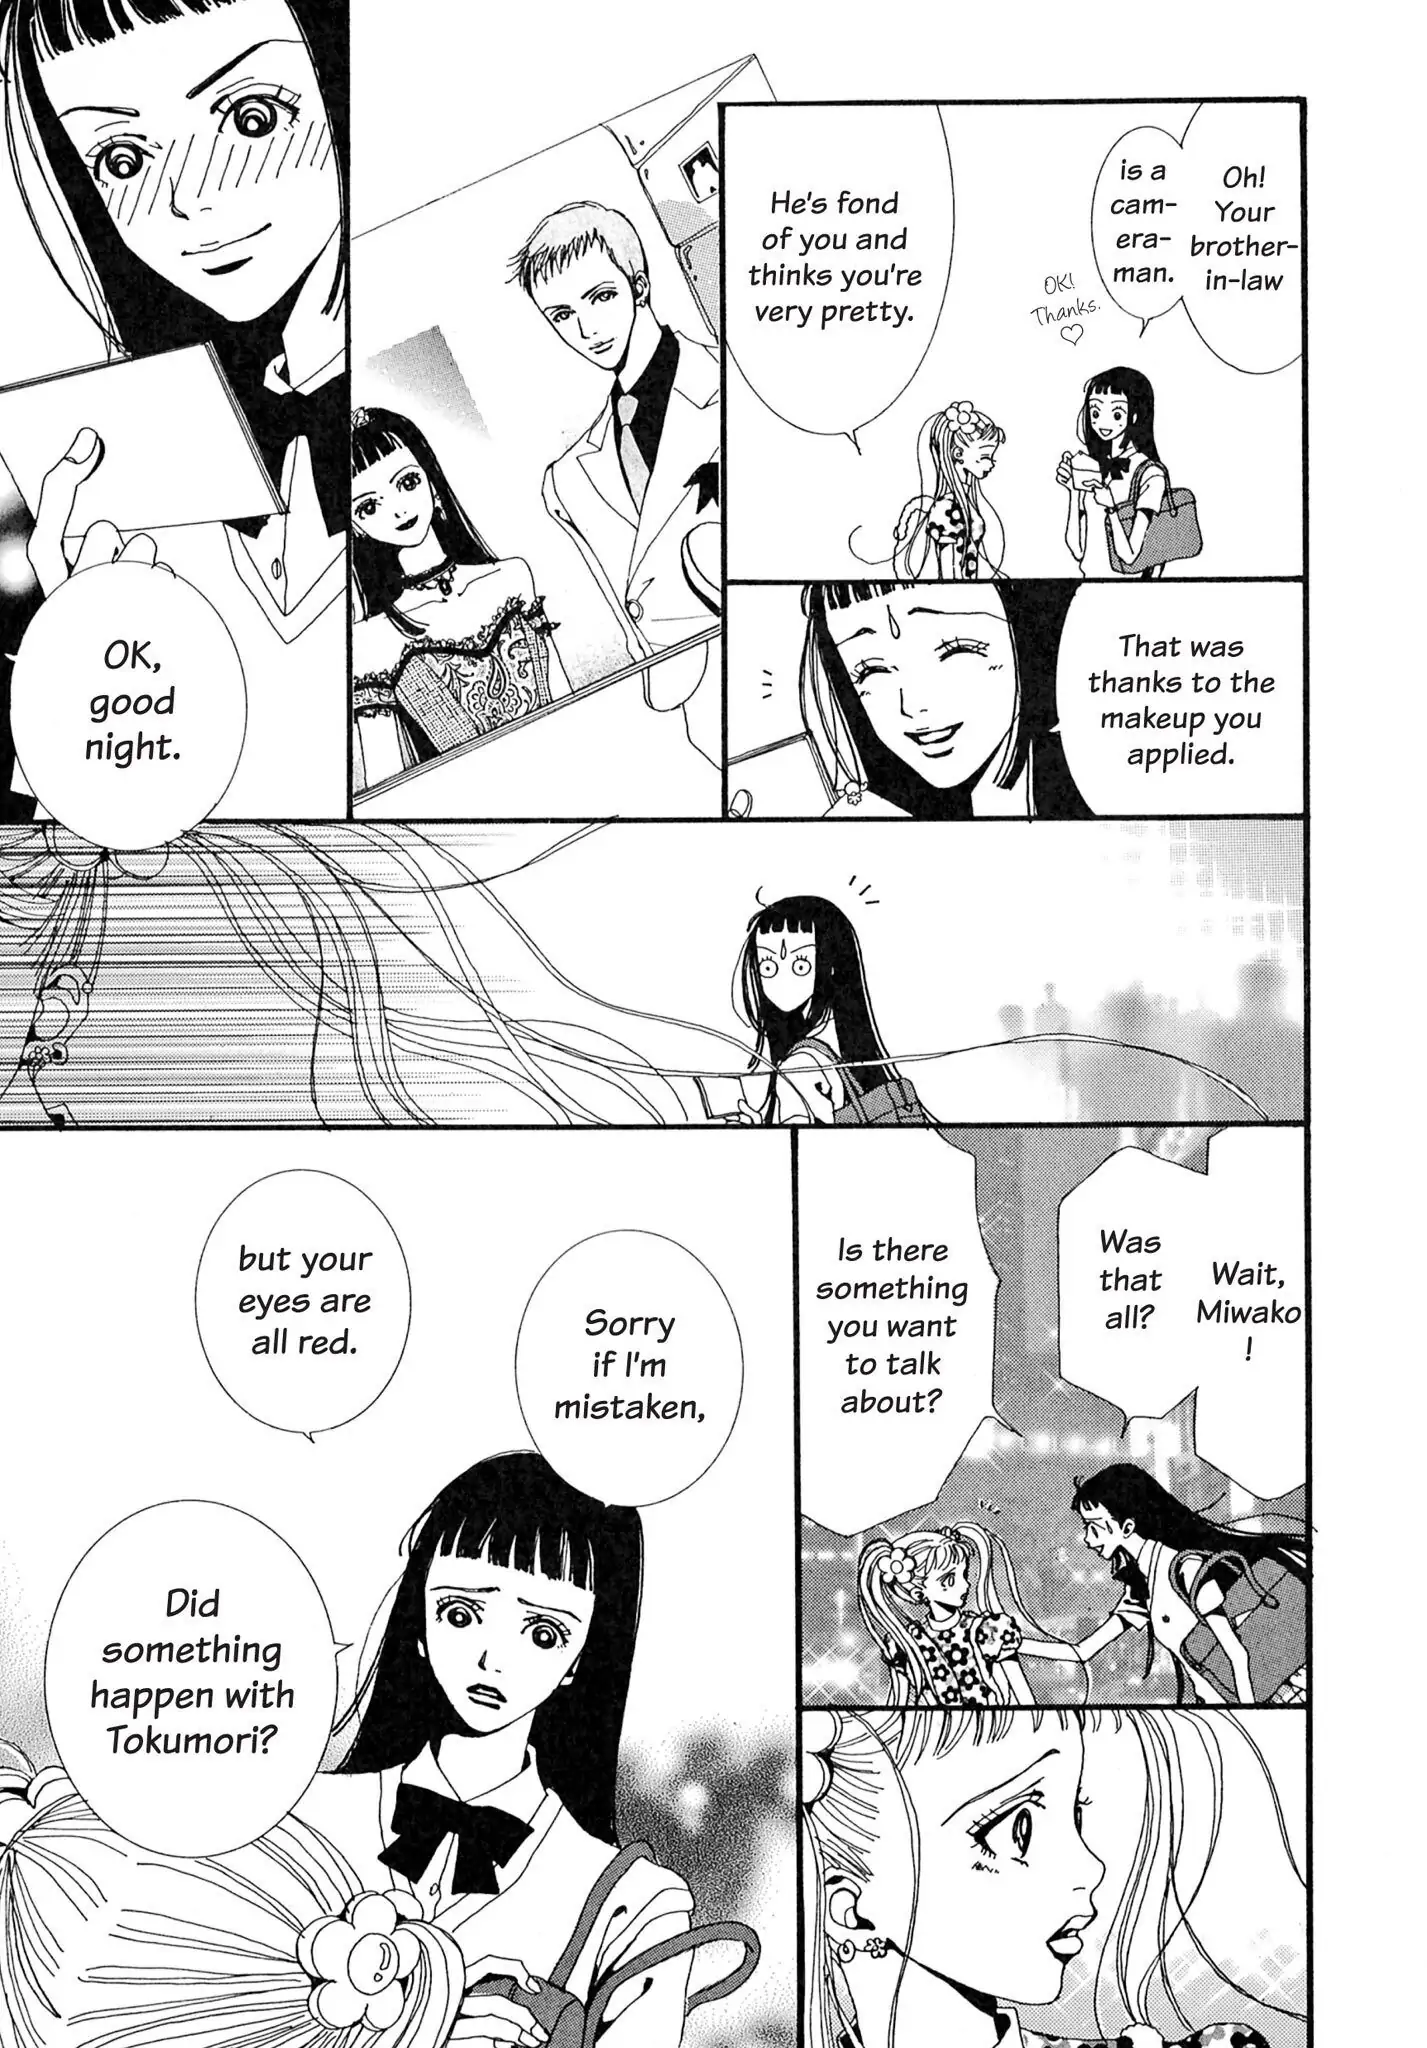 Oh!
Your
brother-
in-law
is a
cam-
era-
man.
OK!
Thanks.
He's fond
of you and
thinks you're
very pretty.
That was
thanks to the
makeup you
applied.
OK,
good
night.
Wait,
Miwako
!
Was
that
all?
Is there
something
you want
to talk
about?
Sorry
if I'm
mistaken,
but your
eyes are
all red.
Did
something
happen with
Tokumori?